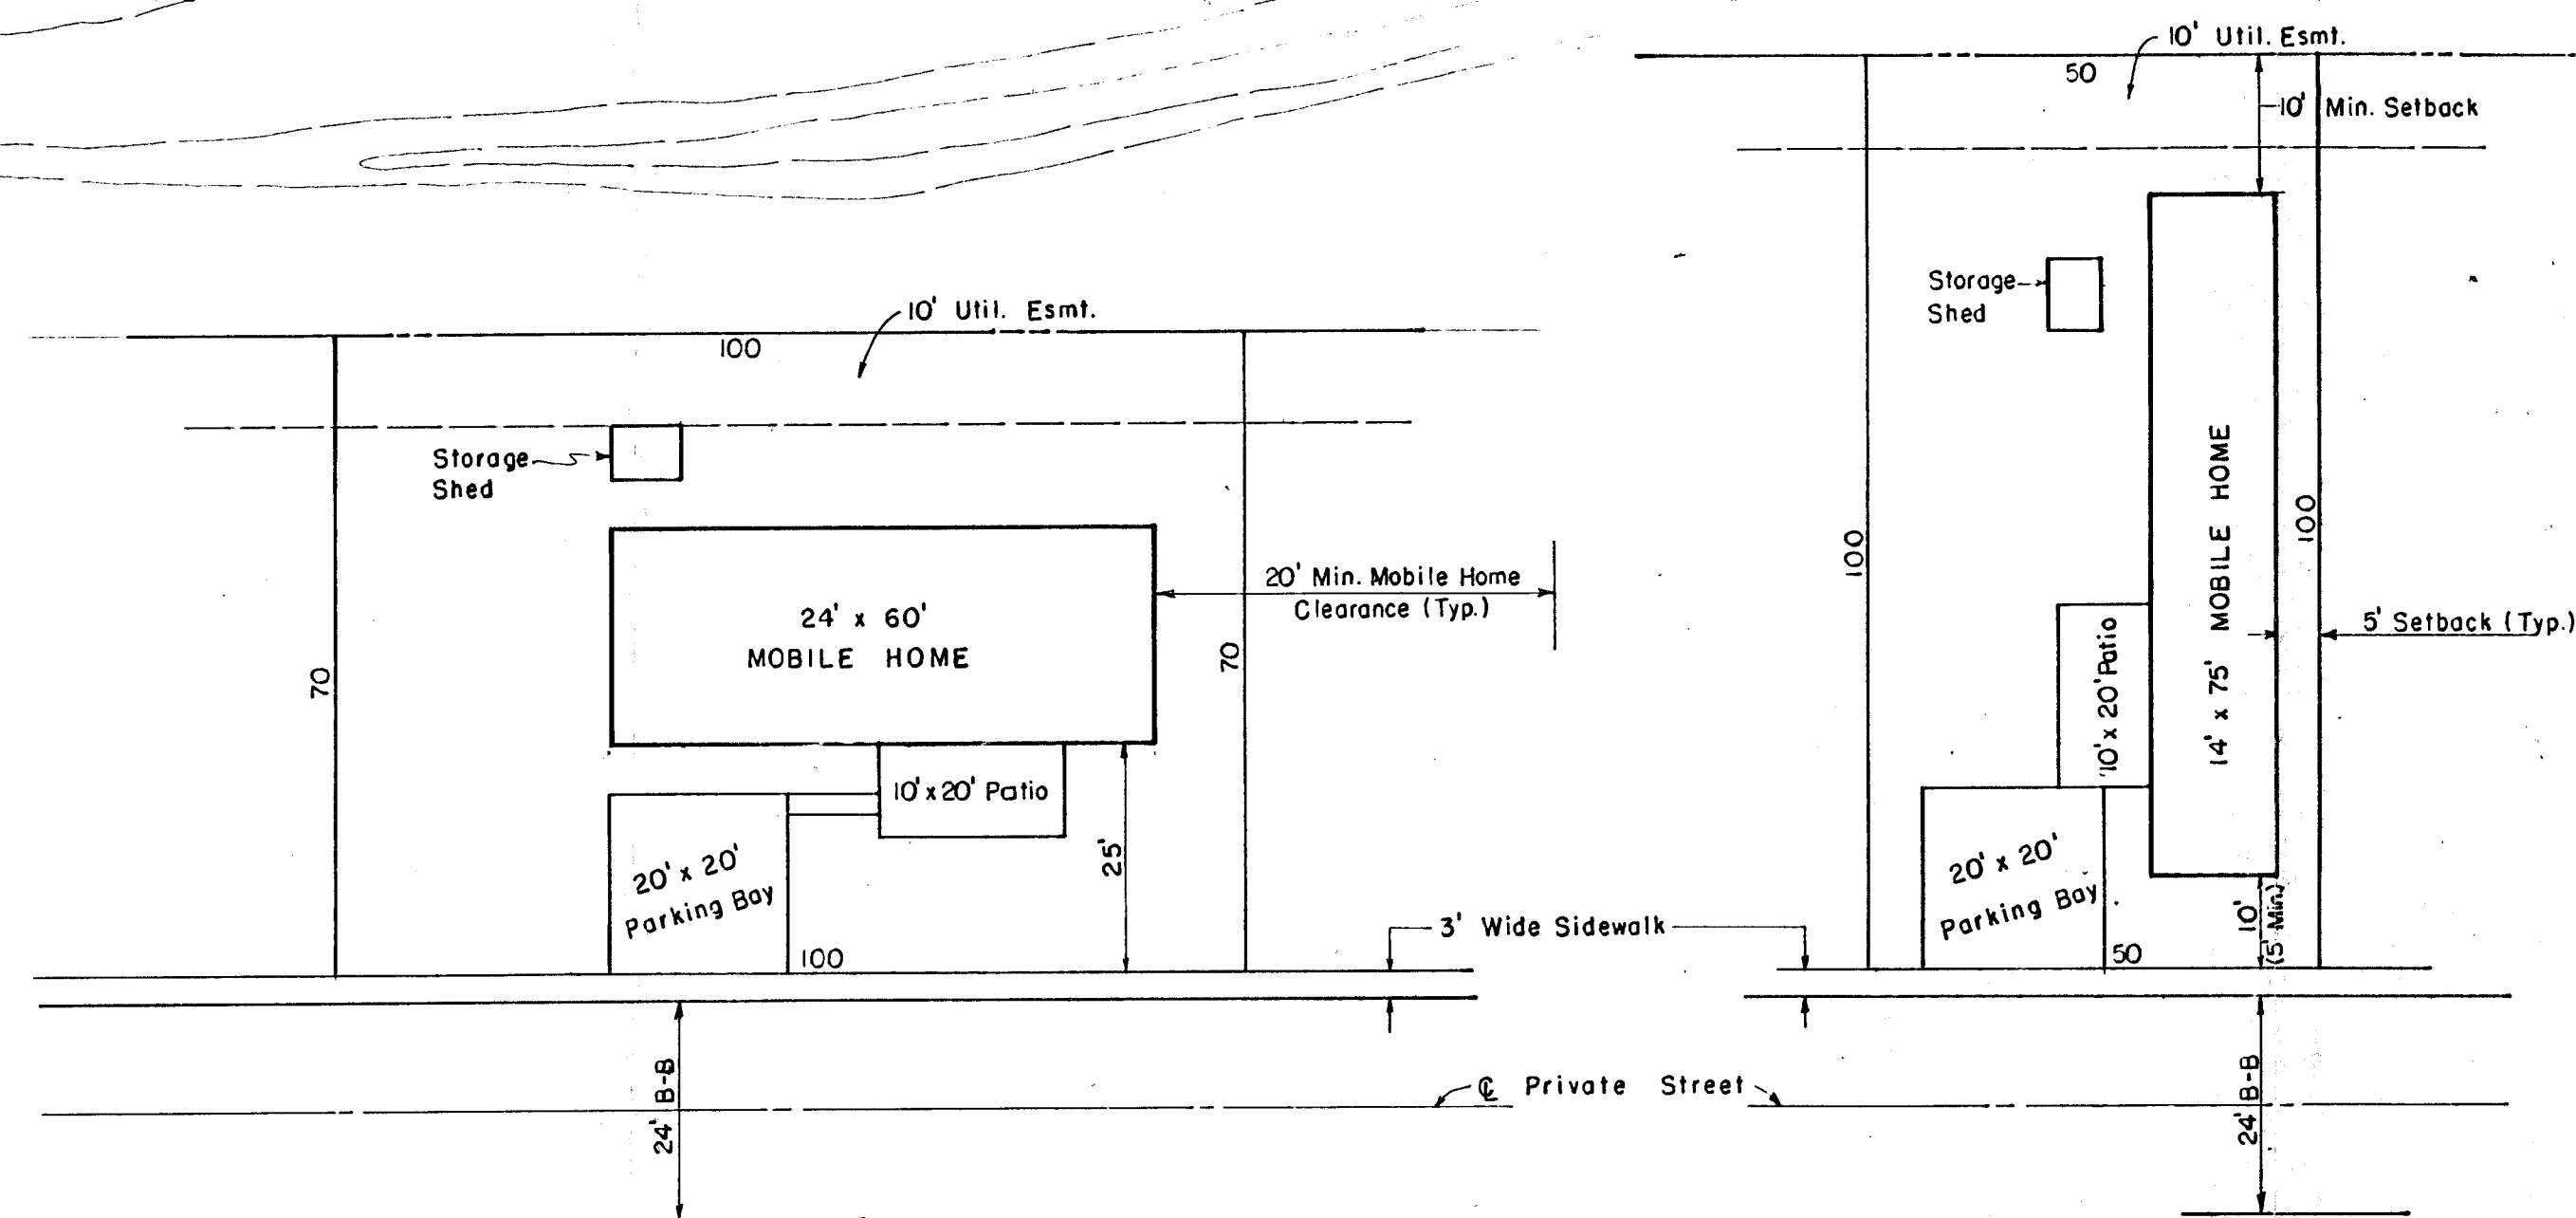 10' Util. Esmt.
100
Storage
Shed
70
24' x 60'
MOBILE HOME
20' Min. Mobile Home
Clearance (Typ.)
70
10' x 20' Patio
25'
20' x 20'
Parking Bay
100
3' Wide Sidewalk
24' B-B
℄ Private Street
10' Util. Esmt.
50
10' Min. Setback
Storage
Shed
100
14' x 75' MOBILE HOME
100
5' Setback (Typ.)
10' x 20' Patio
20' x 20'
Parking Bay
10'
(5' Min.)
50
24' B-B